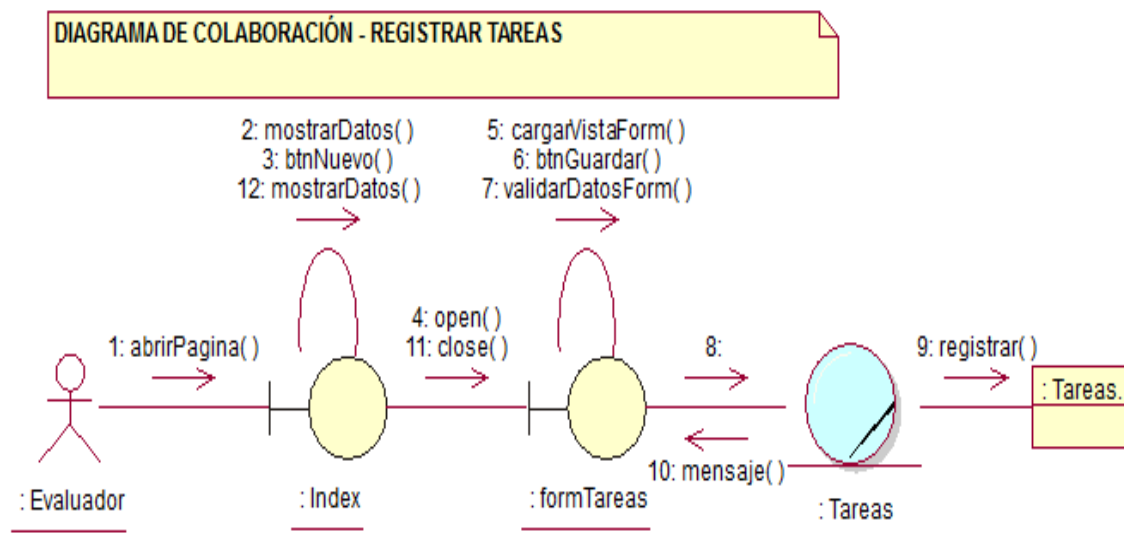 DIAGRAMA DE COLABORACIÓN - REGISTRAR TAREAS
2: mostrarDatos( )
3: btnNuevo( )
12: mostrarDatos( )
5: cargarVistaForm( )
6: btnGuardar( )
7: validarDatosForm( )
1: abrirPagina( )
4: open( )
11: close( )
8:
9: registrar( )
10: mensaje( )
: Evaluador
: Index
: formTareas
: Tareas
: Tareas.